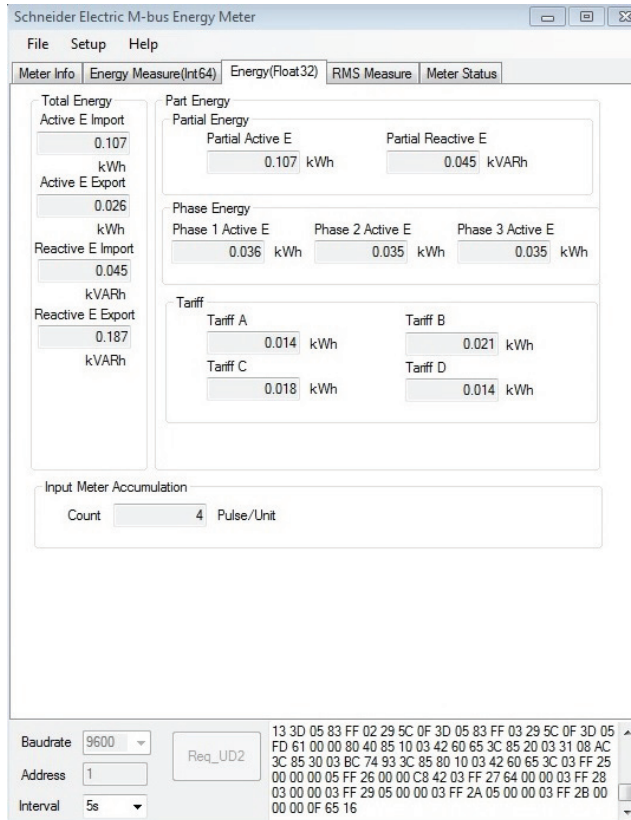 Schneider Electric M-bus Energy Meter
File Setup Help
Meter Info Energy Measure(Int64) Energy(Float32) RMS Measure Meter Status
Total Energy
Active E Import
0.107
kWh
Active E Export
0.026
kWh
Reactive E Import
0.045
kVARh
Reactive E Export
0.187
kVARh
Part Energy
Partial Energy
Partial Active E Partial Reactive E
0.107 kWh 0.045 kVARh
Phase Energy
Phase 1 Active E Phase 2 Active E Phase 3 Active E
0.036 kWh 0.035 kWh 0.035 kWh
Tariff
Tariff A Tariff B
0.014 kWh 0.021 kWh
Tariff C Tariff D
0.018 kWh 0.014 kWh
Input Meter Accumulation
Count 4 Pulse/Unit
Baudrate 9600
Address 1
Interval 5s
Req_UD2
13 3D 05 83 FF 02 29 5C 0F 3D 05 83 FF 03 29 5C 0F 3D 05
FD 61 00 00 80 40 85 10 03 42 60 65 3C 85 20 03 31 08 AC
3C 85 30 03 BC 74 93 3C 85 80 10 03 42 60 65 3C 03 FF 25
00 00 00 05 FF 26 00 00 C8 42 03 FF 27 64 00 00 03 FF 28
03 00 00 03 FF 29 05 00 00 03 FF 2A 05 00 00 03 FF 2B 00
00 00 0F 65 16